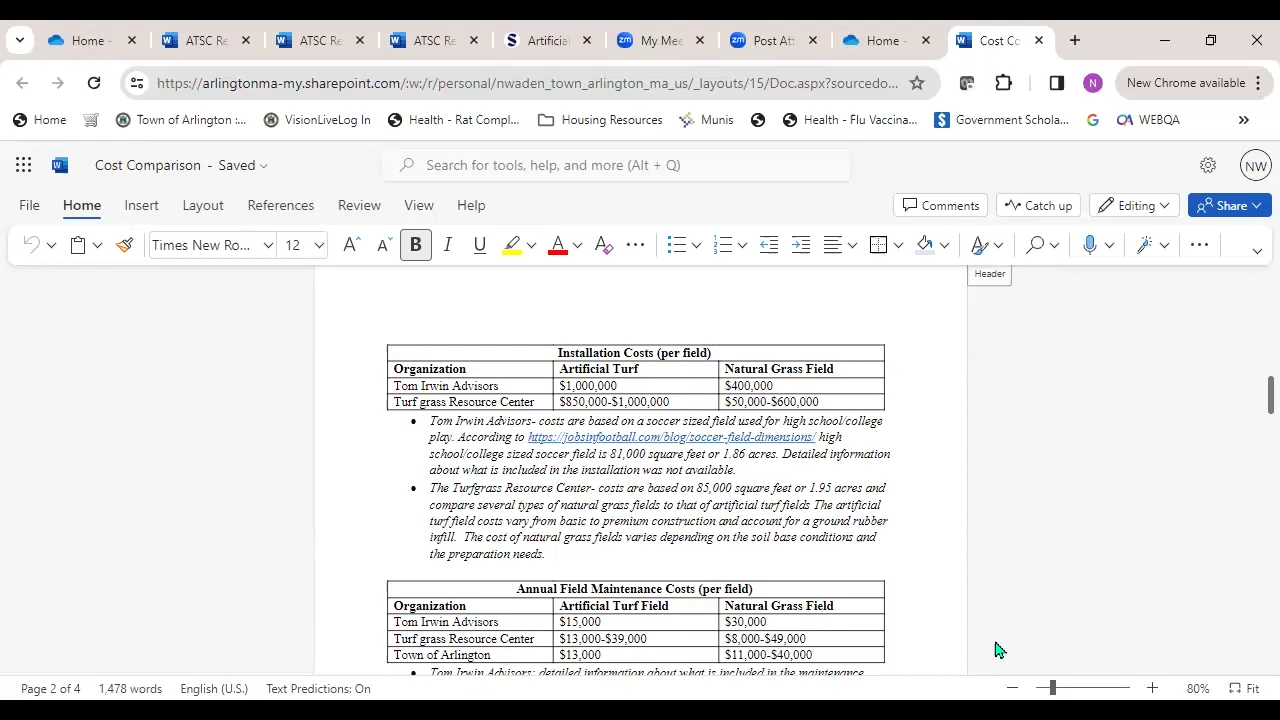 Home -
ATSC Re
ATSC Re
ATSC Re
Artificial
My Mee
Post Att
Home -
Cost Co
https://arlingtonma-my.sharepoint.com/:w:/r/personal/nwaden_town_arlington_ma_us/_layouts/15/Doc.aspx?sourcedo...
N
New Chrome available
Home
Town of Arlington :...
VisionLiveLog In
Health - Rat Compl...
Housing Resources
Munis
Health - Flu Vaccina...
Government Schola...
WEBQA
Cost Comparison - Saved
Search for tools, help, and more (Alt + Q)
NW
File Home Insert Layout References Review View Help
Comments Catch up Editing Share
Times New Ro... 12
Header
Installation Costs (per field)
Organization Artificial Turf Natural Grass Field
Tom Irwin Advisors $1,000,000 $400,000
Turf grass Resource Center $850,000-$1,000,000 $50,000-$600,000
• Tom Irwin Advisors- costs are based on a soccer sized field used for high school/college
play. According to https://jobsinfootball.com/blog/soccer-field-dimensions/ high
school/college sized soccer field is 81,000 square feet or 1.86 acres. Detailed information
about what is included in the installation was not available.
• The Turfgrass Resource Center- costs are based on 85,000 square feet or 1.95 acres and
compare several types of natural grass fields to that of artificial turf fields The artificial
turf field costs vary from basic to premium construction and account for a ground rubber
infill. The cost of natural grass fields varies depending on the soil base conditions and
the preparation needs.
Annual Field Maintenance Costs (per field)
Organization Artificial Turf Field Natural Grass Field
Tom Irwin Advisors $15,000 $30,000
Turf grass Resource Center $13,000-$39,000 $8,000-$49,000
Town of Arlington $13,000 $11,000-$40,000
• Tom Irwin Advisors: detailed information about what is included in the maintenance
Page 2 of 4 1,478 words English (U.S.) Text Predictions: On
80% Fit